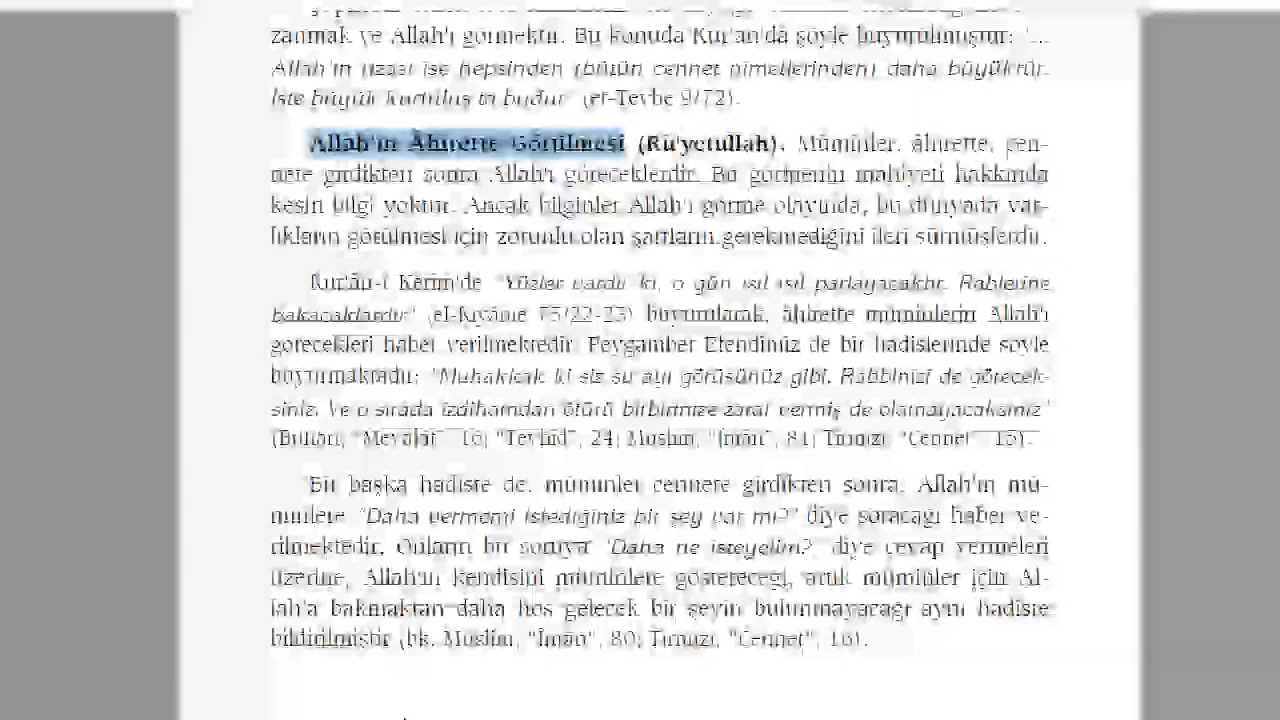 zanmak ve Allah'ı görmektir. Bu konuda Kur'an'da şöyle buyurulmuştur: "...
Allah'ın rızası ise hepsinden (bütün cennet nimetlerinden) daha büyüktür.
İşte büyük kurtuluş da budur" (et-Tevbe 9/72).
Allah'ın Âhirette Görülmesi (Rü'yetullah). Müminler, âhirette, cen-
nete girdikten sonra Allah'ı göreceklerdir. Bu görmenin mahiyeti hakkında
kesin bilgi yoktur. Ancak bilginler Allah'ı görme olayında, bu dünyada var-
lıkların görülmesi için zorunlu olan şartların gerekmediğini ileri sürmüşlerdir.
Kur'ân-ı Kerîm'de "Yüzler vardır ki, o gün ışıl ışıl parlayacaktır. Rablerine
bakacaklardır" (el-Kıyâme 75/22-23) buyurularak, âhirette müminlerin Allah'ı
görecekleri haber verilmektedir. Peygamber Efendimiz de bir hadislerinde şöyle
buyurmaktadır: "Muhakkak ki siz şu ayı görüşünüz gibi, Rabbinizi de görecek-
siniz. Ve o sırada izdihamdan ötürü birbirinize zarar vermiş de olmayacaksınız"
(Buhârî, "Mevâkīt", 16; "Tevhîd", 24; Müslim, "Îmân", 81; Tirmizî, "Cennet", 15).
Bir başka hadiste de, müminler cennete girdikten sonra, Allah'ın mü-
minlere "Daha vermemi istediğiniz bir şey var mı?" diye soracağı haber ve-
rilmektedir. Onların bu soruya "Daha ne isteyelim?" diye cevap vermeleri
üzerine, Allah'ın kendisini müminlere göstereceği, artık müminler için Al-
lah'a bakmaktan daha hoş gelecek bir şeyin bulunmayacağı aynı hadiste
bildirilmiştir (bk. Müslim, "Îmân", 80; Tirmizî, "Cennet", 16).